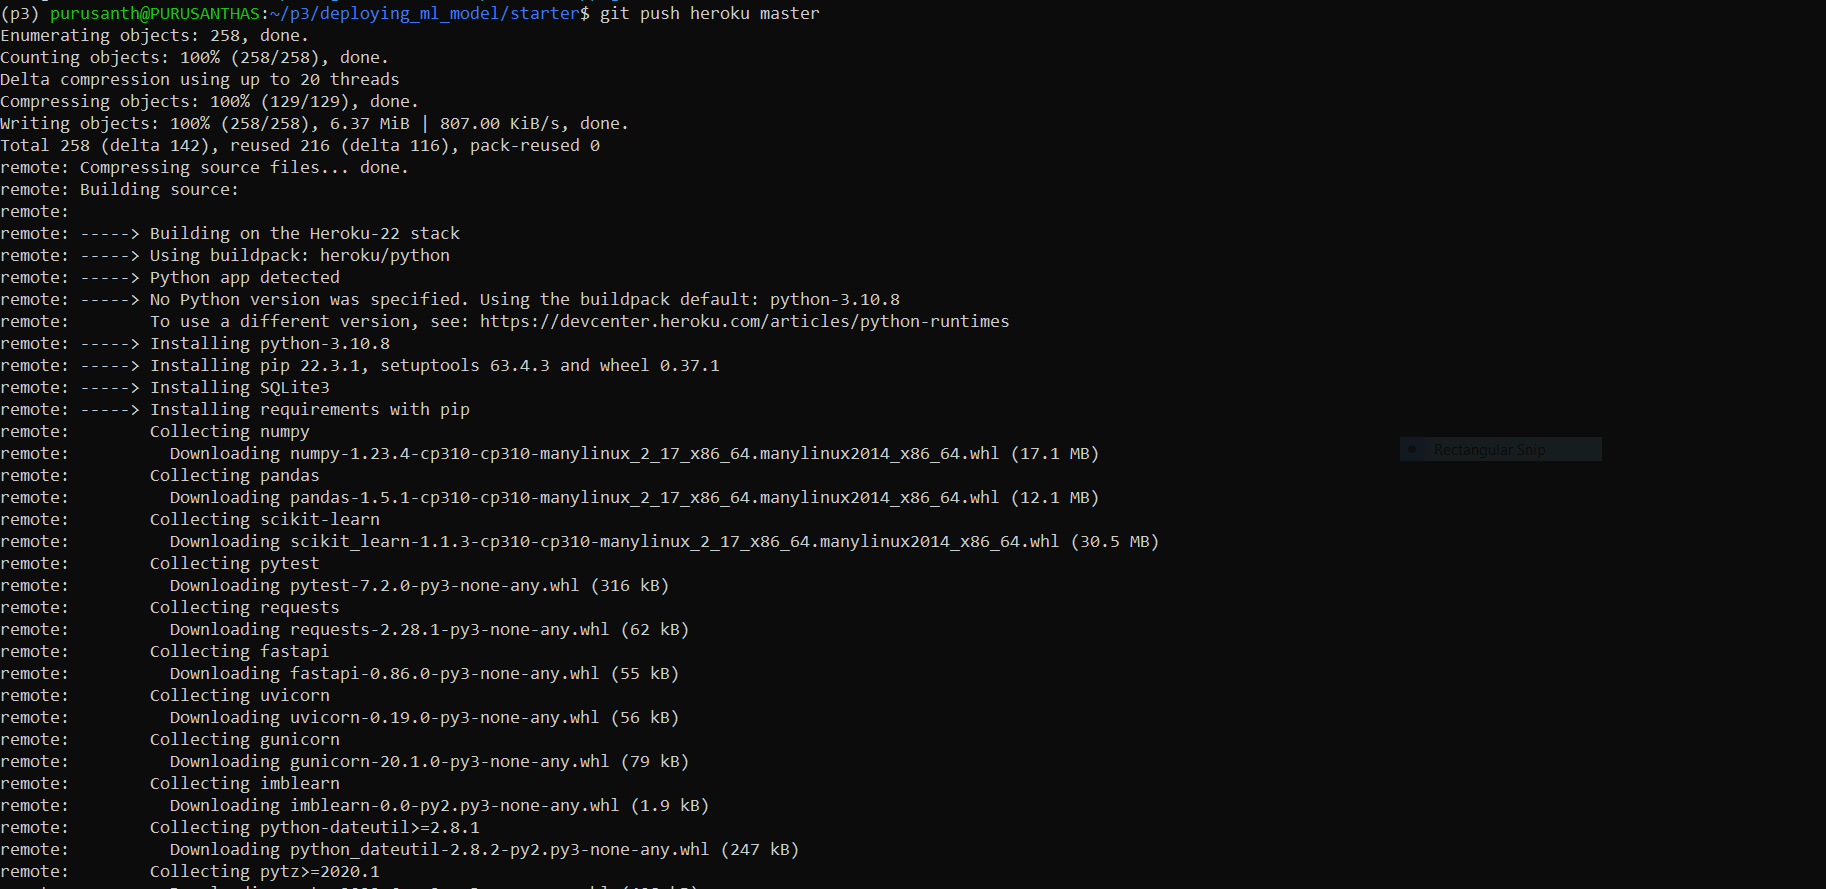 (p3) purusanth@PURUSANTHAS:~/p3/deploying_ml_model/starter$ git push heroku master
Enumerating objects: 258, done.
Counting objects: 100% (258/258), done.
Delta compression using up to 20 threads
Compressing objects: 100% (129/129), done.
Writing objects: 100% (258/258), 6.37 MiB | 807.00 KiB/s, done.
Total 258 (delta 142), reused 216 (delta 116), pack-reused 0
remote: Compressing source files... done.
remote: Building source:
remote:
remote: -----> Building on the Heroku-22 stack
remote: -----> Using buildpack: heroku/python
remote: -----> Python app detected
remote: -----> No Python version was specified. Using the buildpack default: python-3.10.8
remote:        To use a different version, see: https://devcenter.heroku.com/articles/python-runtimes
remote: -----> Installing python-3.10.8
remote: -----> Installing pip 22.3.1, setuptools 63.4.3 and wheel 0.37.1
remote: -----> Installing SQLite3
remote: -----> Installing requirements with pip
remote:        Collecting numpy
remote:          Downloading numpy-1.23.4-cp310-cp310-manylinux_2_17_x86_64.manylinux2014_x86_64.whl (17.1 MB)
Rectangular Snip
remote:        Collecting pandas
remote:          Downloading pandas-1.5.1-cp310-cp310-manylinux_2_17_x86_64.manylinux2014_x86_64.whl (12.1 MB)
remote:        Collecting scikit-learn
remote:          Downloading scikit_learn-1.1.3-cp310-cp310-manylinux_2_17_x86_64.manylinux2014_x86_64.whl (30.5 MB)
remote:        Collecting pytest
remote:          Downloading pytest-7.2.0-py3-none-any.whl (316 kB)
remote:        Collecting requests
remote:          Downloading requests-2.28.1-py3-none-any.whl (62 kB)
remote:        Collecting fastapi
remote:          Downloading fastapi-0.86.0-py3-none-any.whl (55 kB)
remote:        Collecting uvicorn
remote:          Downloading uvicorn-0.19.0-py3-none-any.whl (56 kB)
remote:        Collecting gunicorn
remote:          Downloading gunicorn-20.1.0-py3-none-any.whl (79 kB)
remote:        Collecting imblearn
remote:          Downloading imblearn-0.0-py2.py3-none-any.whl (1.9 kB)
remote:        Collecting python-dateutil>=2.8.1
remote:          Downloading python_dateutil-2.8.2-py2.py3-none-any.whl (247 kB)
remote:        Collecting pytz>=2020.1